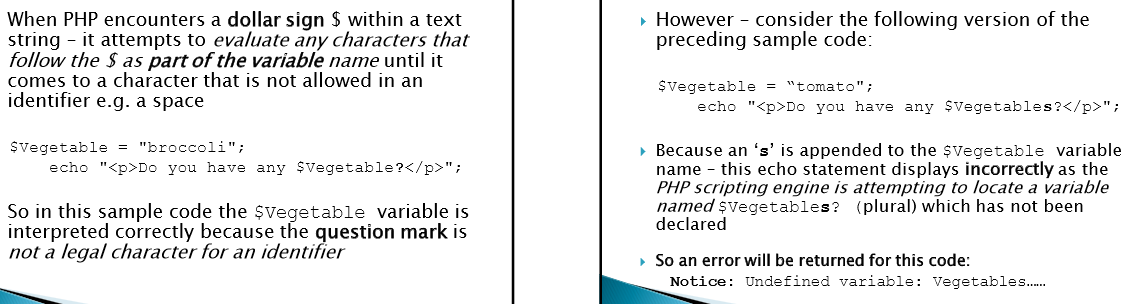 When PHP encounters a dollar sign $ within a text
string – it attempts to evaluate any characters that
follow the $ as part of the variable name until it
comes to a character that is not allowed in an
identifier e.g. a space
$Vegetable = "broccoli";
echo "<p>Do you have any $Vegetable?</p>";
So in this sample code the $Vegetable variable is
interpreted correctly because the question mark is
not a legal character for an identifier
However – consider the following version of the
preceding sample code:
$Vegetable = “tomato";
echo "<p>Do you have any $Vegetables?</p>";
Because an ‘s’ is appended to the $Vegetable variable
name – this echo statement displays incorrectly as the
PHP scripting engine is attempting to locate a variable
named $Vegetables? (plural) which has not been
declared
So an error will be returned for this code:
Notice: Undefined variable: Vegetables……